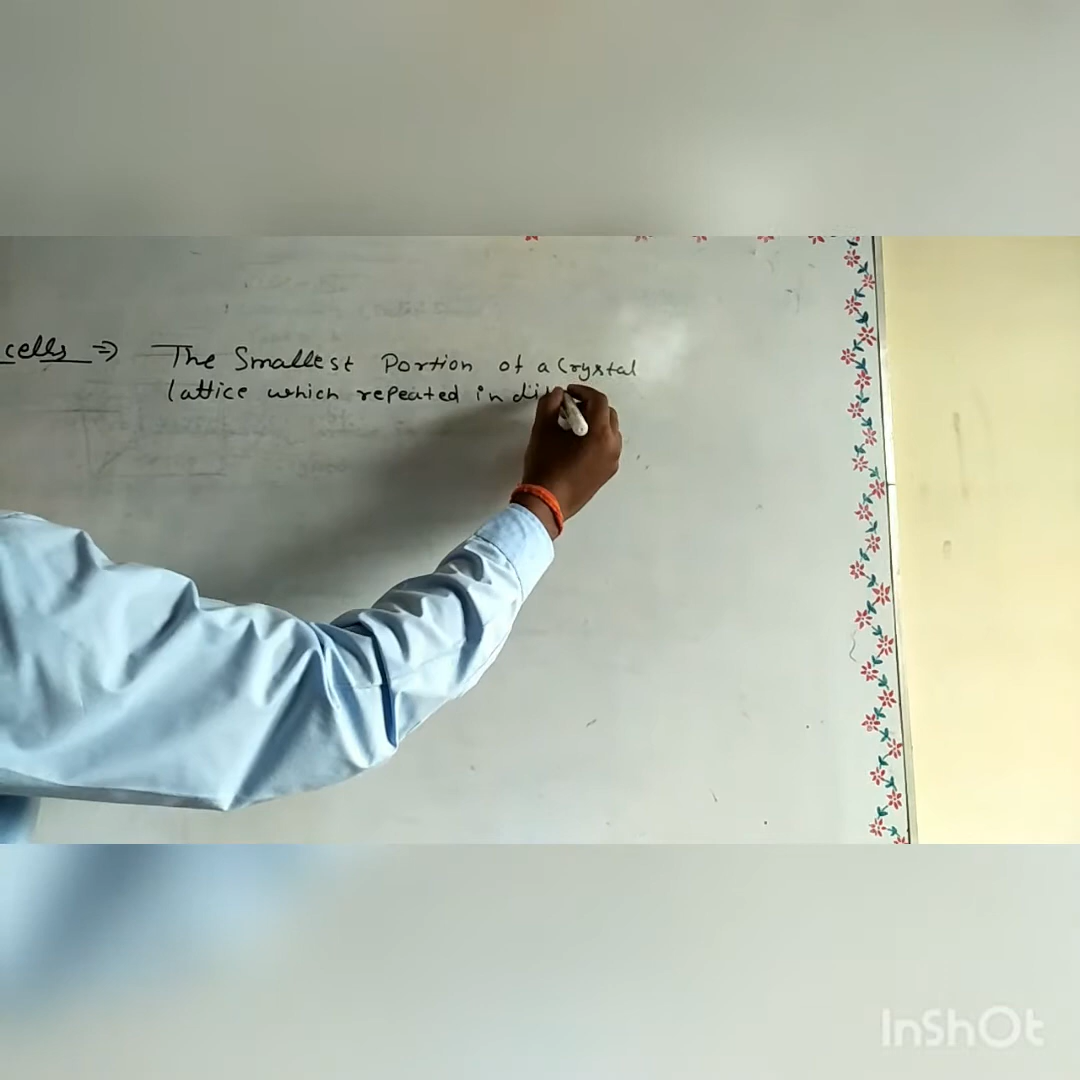 cells ⇒ The Smallest Portion of a Crystal
lattice which repeated in
InShOt